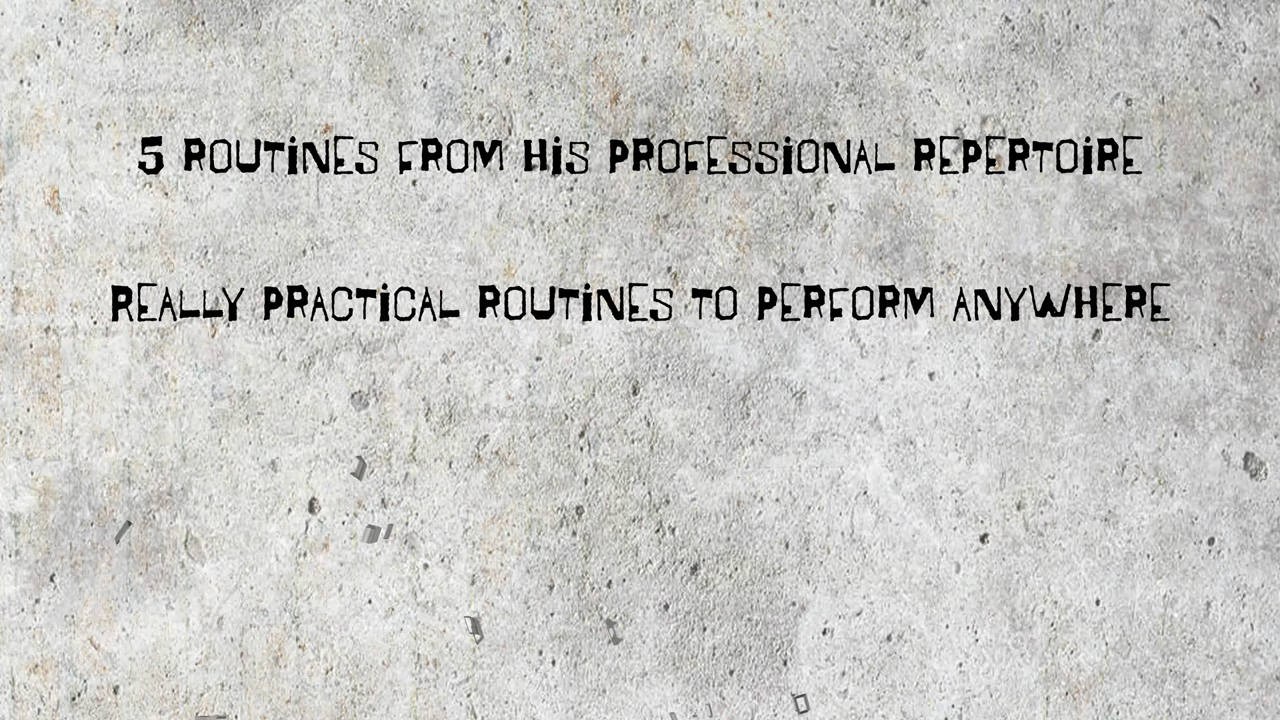 5 ROUTiNES FROM HiS PROFESSiONAL REPERTOiRE
REALLY PRACTiCAL ROUTiNES TO PERFORM ANYWHERE